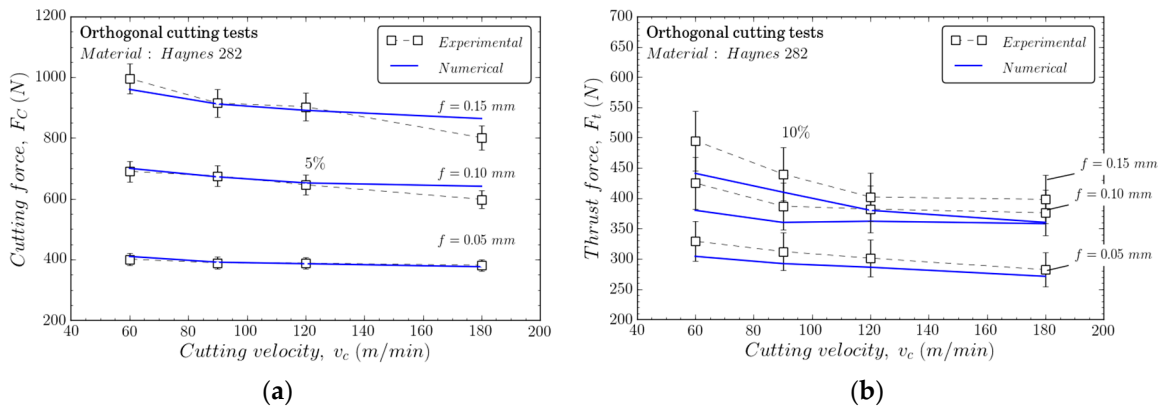 Orthogonal cutting tests
Material : Haynes 282
Experimental
Numerical
f = 0.15 mm
5%
f = 0.10 mm
f = 0.05 mm
1200
1000
800
600
400
200
40 60 80 100 120 140 160 180 200
Cutting force, F_C (N)
Cutting velocity, v_c (m/min)
(a)
Orthogonal cutting tests
Material : Haynes 282
Experimental
Numerical
10%
f = 0.15 mm
f = 0.10 mm
f = 0.05 mm
700
650
600
550
500
450
400
350
300
250
200
40 60 80 100 120 140 160 180 200
Thrust force, F_t (N)
Cutting velocity, v_c (m/min)
(b)